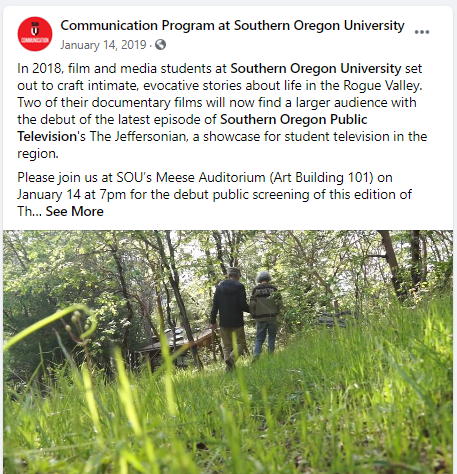 Communication Program at Southern Oregon University
January 14, 2019 ·
In 2018, film and media students at Southern Oregon University set
out to craft intimate, evocative stories about life in the Rogue Valley.
Two of their documentary films will now find a larger audience with
the debut of the latest episode of Southern Oregon Public
Television's The Jeffersonian, a showcase for student television in the
region.
Please join us at SOU's Meese Auditorium (Art Building 101) on
January 14 at 7pm for the debut public screening of this edition of
Th... See More
COMMUNICATION